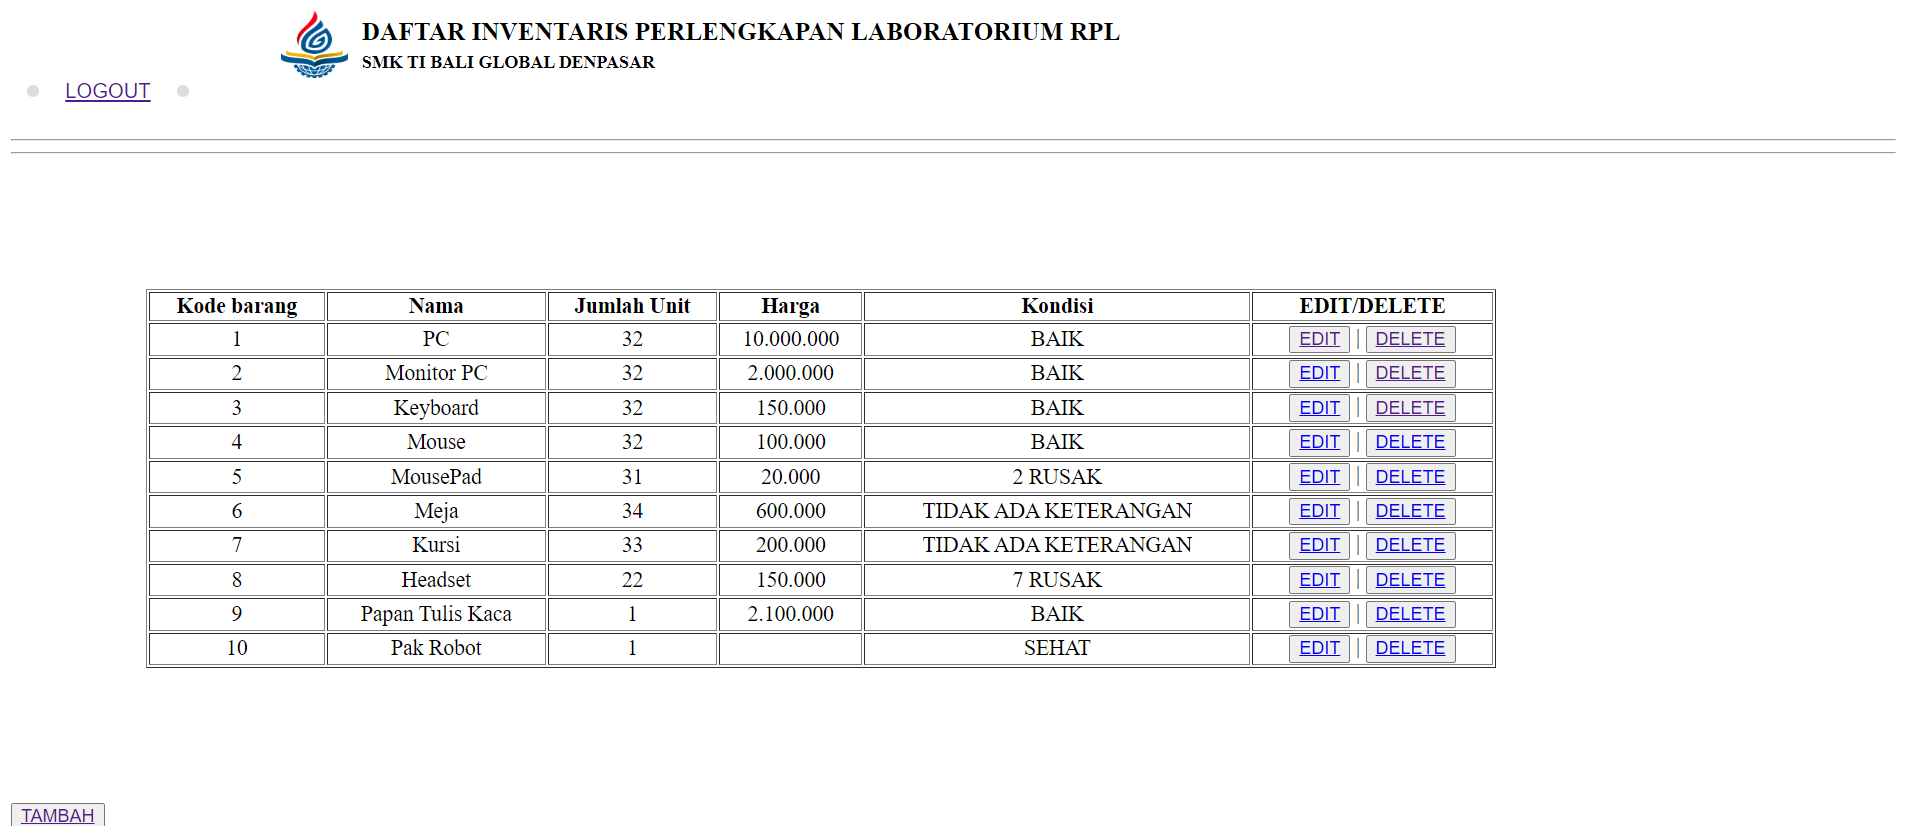 DAFTAR INVENTARIS PERLENGKAPAN LABORATORIUM RPL
SMK TI BALI GLOBAL DENPASAR
LOGOUT
Kode barang Nama Jumlah Unit Harga Kondisi EDIT/DELETE
1 PC 32 10.000.000 BAIK EDIT | DELETE
2 Monitor PC 32 2.000.000 BAIK EDIT | DELETE
3 Keyboard 32 150.000 BAIK EDIT | DELETE
4 Mouse 32 100.000 BAIK EDIT | DELETE
5 MousePad 31 20.000 2 RUSAK EDIT | DELETE
6 Meja 34 600.000 TIDAK ADA KETERANGAN EDIT | DELETE
7 Kursi 33 200.000 TIDAK ADA KETERANGAN EDIT | DELETE
8 Headset 22 150.000 7 RUSAK EDIT | DELETE
9 Papan Tulis Kaca 1 2.100.000 BAIK EDIT | DELETE
10 Pak Robot 1 SEHAT EDIT | DELETE
TAMBAH